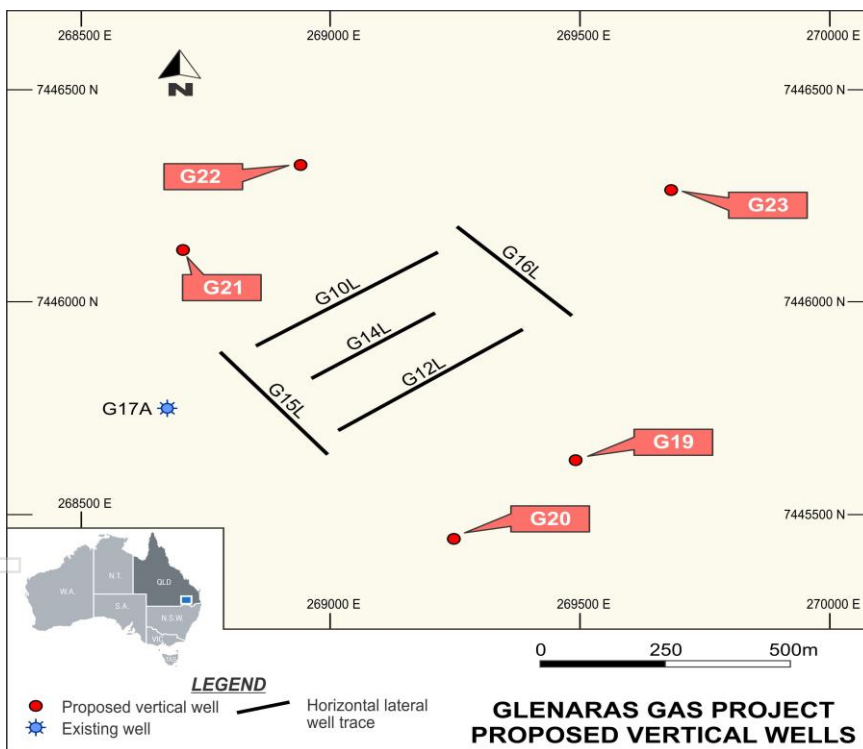 268500 E
269000 E
269500 E
270000 E
7446500 N
N
G22
G23
G21
G16L
G10L
7446000 N
7446000 N
G14L
G12L
G15L
G17A
G19
268500 E
7445500 N
G20
269000 E
269500 E
270000 E
W.A.
N.T.
QLD
S.A.
N.S.W.
VIC
TAS
0
250
500m
LEGEND
Proposed vertical well
Existing well
Horizontal lateral
well trace
GLENARAS GAS PROJECT
PROPOSED VERTICAL WELLS